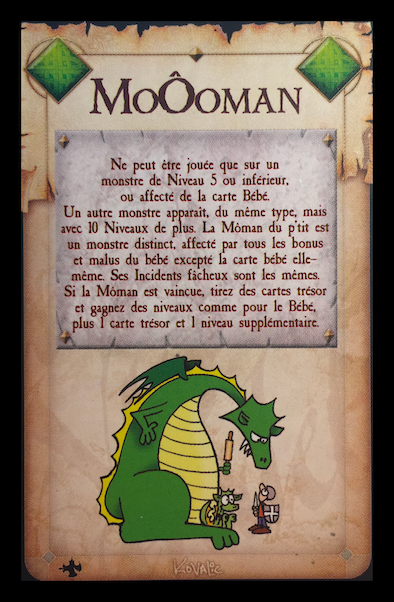 MoÔoman
Ne peut être jouée que sur un
monstre de Niveau 5 ou inférieur,
ou affecté de la carte Bébé.
Un autre monstre apparaît, du même type, mais
avec 10 Niveaux de plus. La Môman du p'tit est
un monstre distinct, affecté par tous les bonus
et malus du bébé excepté la carte bébé elle-
même. Ses Incidents fâcheux sont les mêmes.
Si la Môman est vaincue, tirez des cartes trésor
et gagnez des niveaux comme pour le Bébé,
plus 1 carte trésor et 1 niveau supplémentaire.
KOVALIC